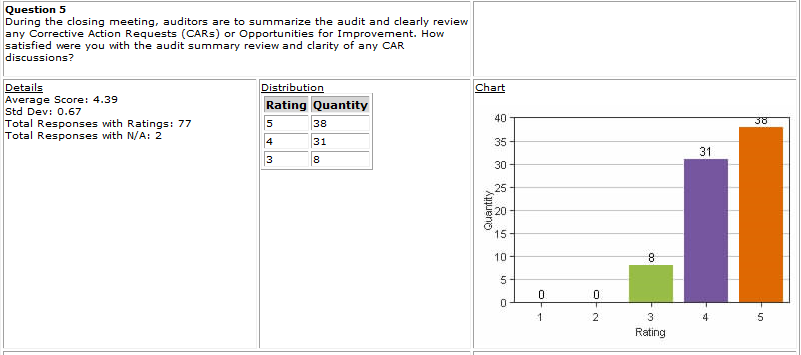 Question 5
During the closing meeting, auditors are to summarize the audit and clearly review
any Corrective Action Requests (CARs) or Opportunities for Improvement. How
satisfied were you with the audit summary review and clarity of any CAR
discussions?
Details
Average Score: 4.39
Std Dev: 0.67
Total Responses with Ratings: 77
Total Responses with N/A: 2
Distribution
Rating Quantity
5 38
4 31
3 8
Chart
40
35
30
25
20
15
10
5
0
Quantity
0
0
8
31
38
1 2 3 4 5
Rating